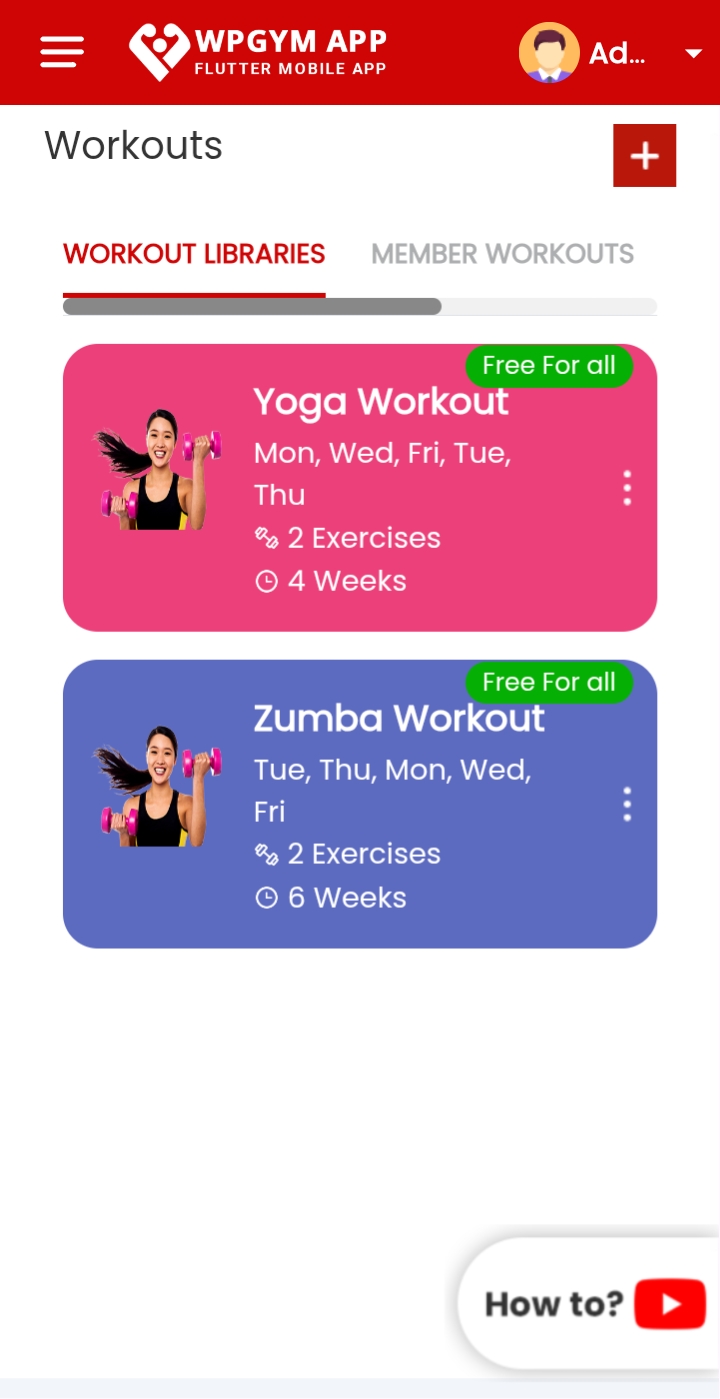 WPGYM APP
FLUTTER MOBILE APP
Ad...
Workouts
WORKOUT LIBRARIES
MEMBER WORKOUTS
Free For all
Yoga Workout
Mon, Wed, Fri, Tue,
Thu
2 Exercises
4 Weeks
Free For all
Zumba Workout
Tue, Thu, Mon, Wed,
Fri
2 Exercises
6 Weeks
How to?